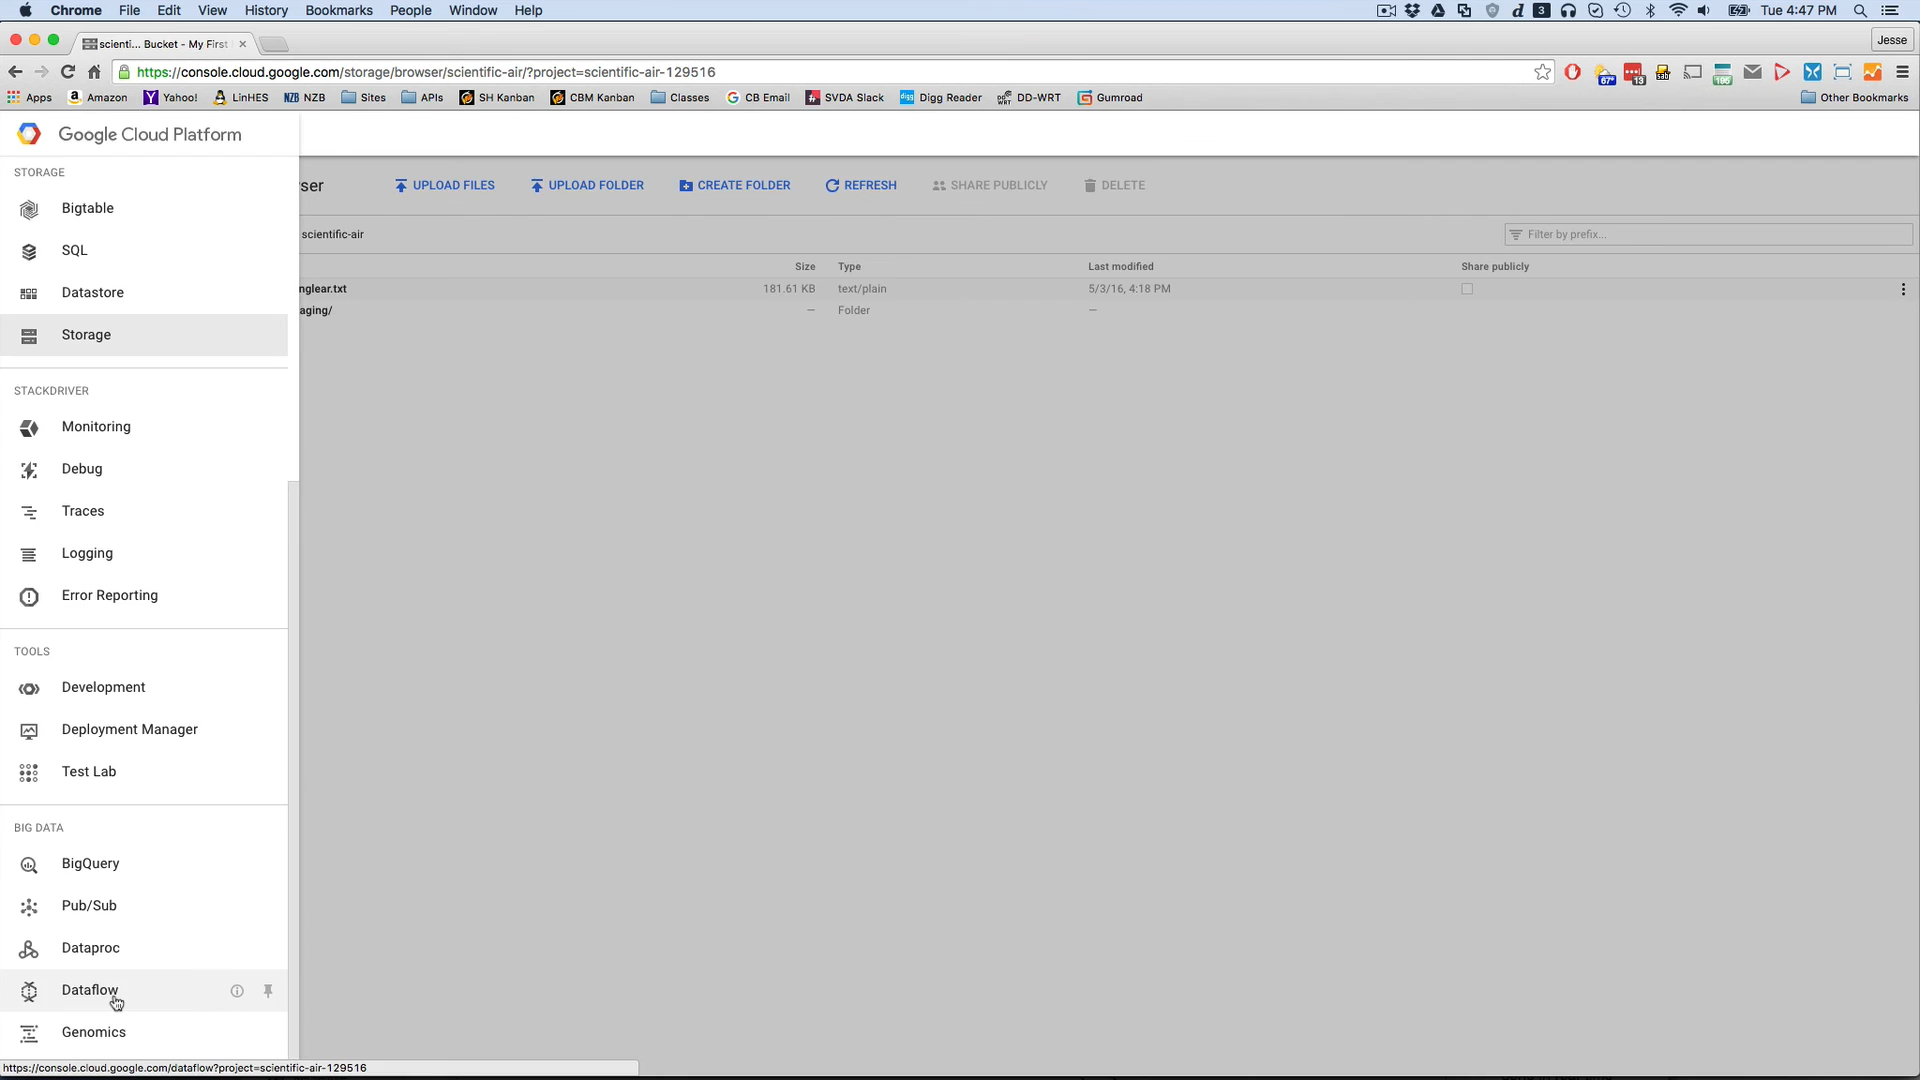 Chrome File Edit View History Bookmarks People Window Help 3 Tue 4:47 PM
scienti... Bucket - My First Jesse
https://console.cloud.google.com/storage/browser/scientific-air/?project=scientific-air-129516 67° 13 195
Apps Amazon Yahoo! LinHES NZB NZB Sites APIs SH Kanban CBM Kanban Classes CB Email SVDA Slack digg Digg Reader DD-WRT Gumroad Other Bookmarks
Google Cloud Platform
STORAGE
ser UPLOAD FILES UPLOAD FOLDER CREATE FOLDER REFRESH SHARE PUBLICLY DELETE
Bigtable
scientific-air Filter by prefix...
SQL
Size Type Last modified Share publicly
nglear.txt 181.61 KB text/plain 5/3/16, 4:18 PM
Datastore
aging/ — Folder —
Storage
STACKDRIVER
Monitoring
Debug
Traces
Logging
Error Reporting
TOOLS
Development
Deployment Manager
Test Lab
BIG DATA
BigQuery
Pub/Sub
Dataproc
Dataflow
Genomics
https://console.cloud.google.com/dataflow?project=scientific-air-129516